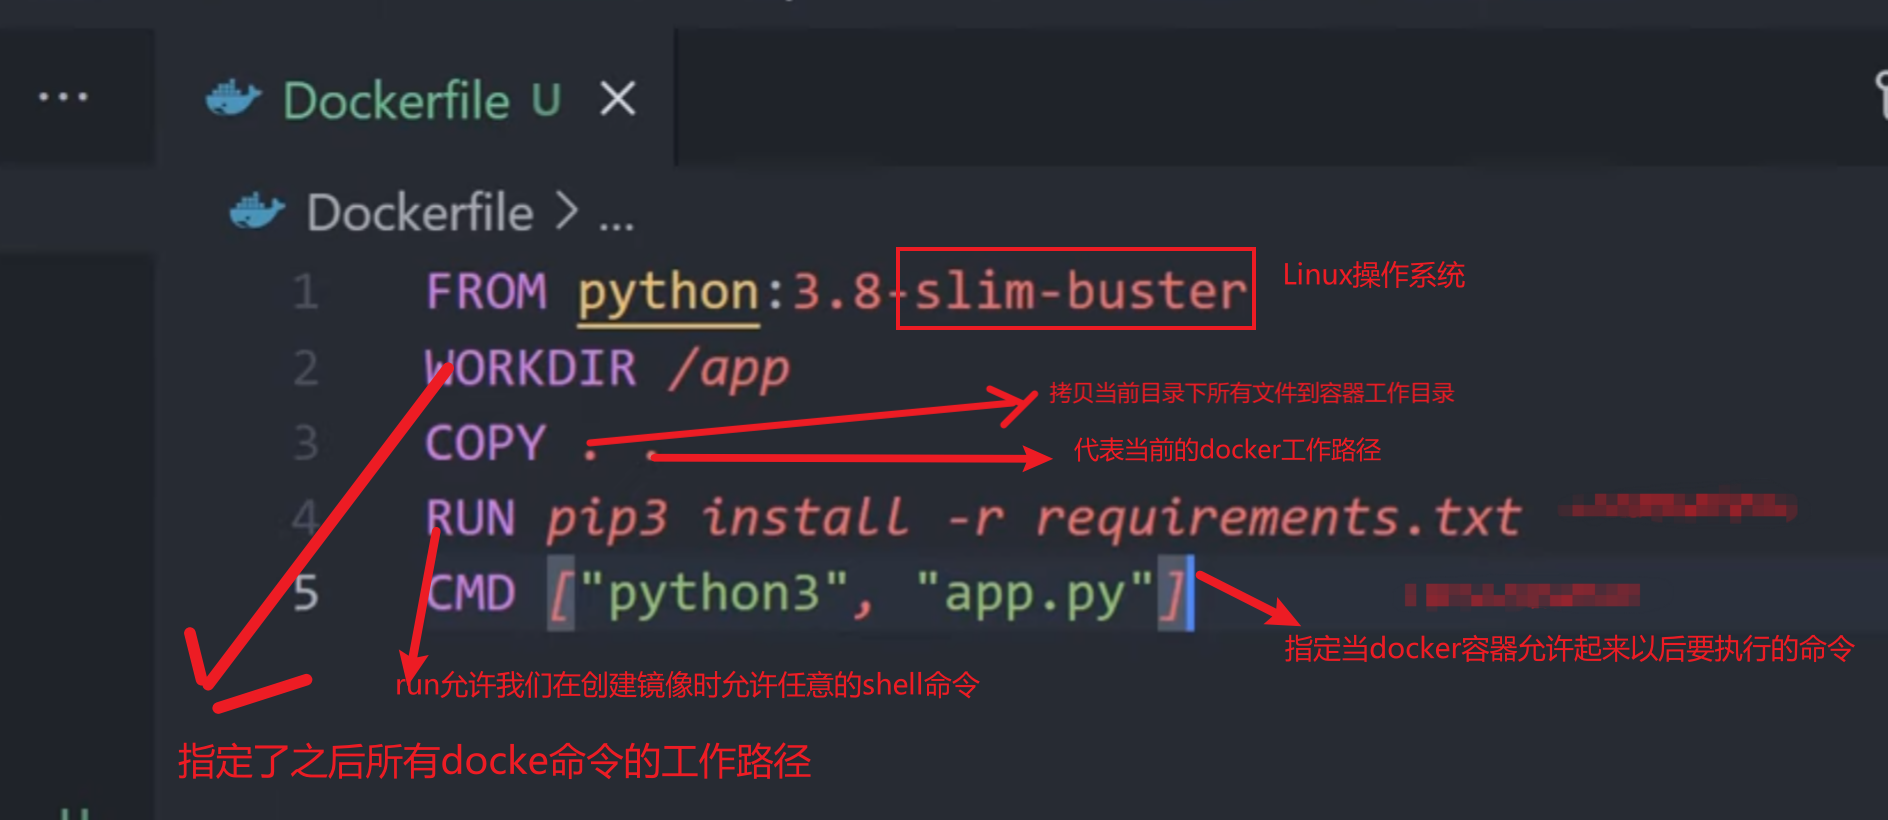 ...
Dockerfile U
Dockerfile > ...
1 FROM python:3.8-slim-buster
Linux操作系统
2 WORKDIR /app
拷贝当前目录下所有文件到容器工作目录
3 COPY . .
代表当前的docker工作路径
4 RUN pip3 install -r requirements.txt
5 CMD ["python3", "app.py"]
指定当docker容器允许起来以后要执行的命令
run允许我们在创建镜像时允许任意的shell命令
指定了之后所有docke命令的工作路径